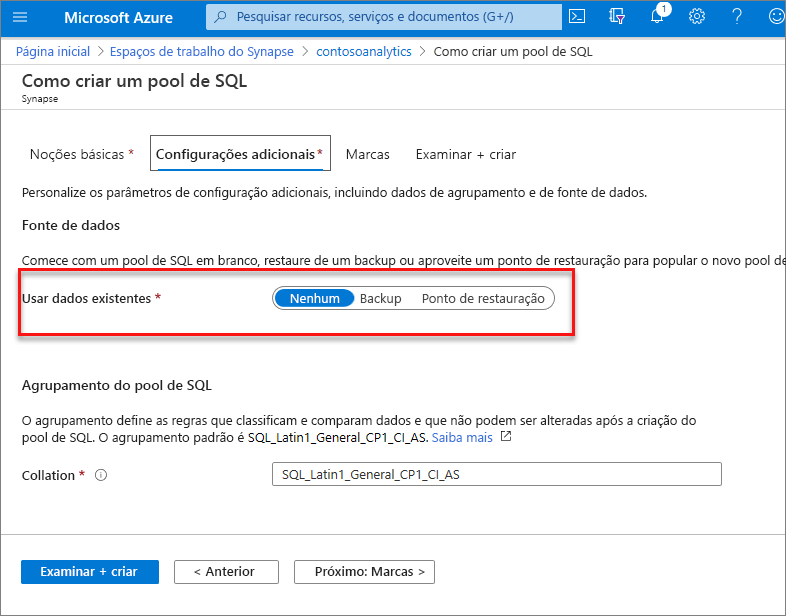 Microsoft Azure
Pesquisar recursos, serviços e documentos (G+/)
1
Página inicial > Espaços de trabalho do Synapse > contosoanalytics > Como criar um pool de SQL
Como criar um pool de SQL
Synapse
Noções básicas * Configurações adicionais * Marcas Examinar + criar
Personalize os parâmetros de configuração adicionais, incluindo dados de agrupamento e de fonte de dados.
Fonte de dados
Comece com um pool de SQL em branco, restaure de um backup ou aproveite um ponto de restauração para popular o novo pool de
Usar dados existentes * Nenhum Backup Ponto de restauração
Agrupamento do pool de SQL
O agrupamento define as regras que classificam e comparam dados e que não podem ser alteradas após a criação do
pool de SQL. O agrupamento padrão é SQL_Latin1_General_CP1_CI_AS. Saiba mais
Collation * SQL_Latin1_General_CP1_CI_AS
Examinar + criar < Anterior Próximo: Marcas >